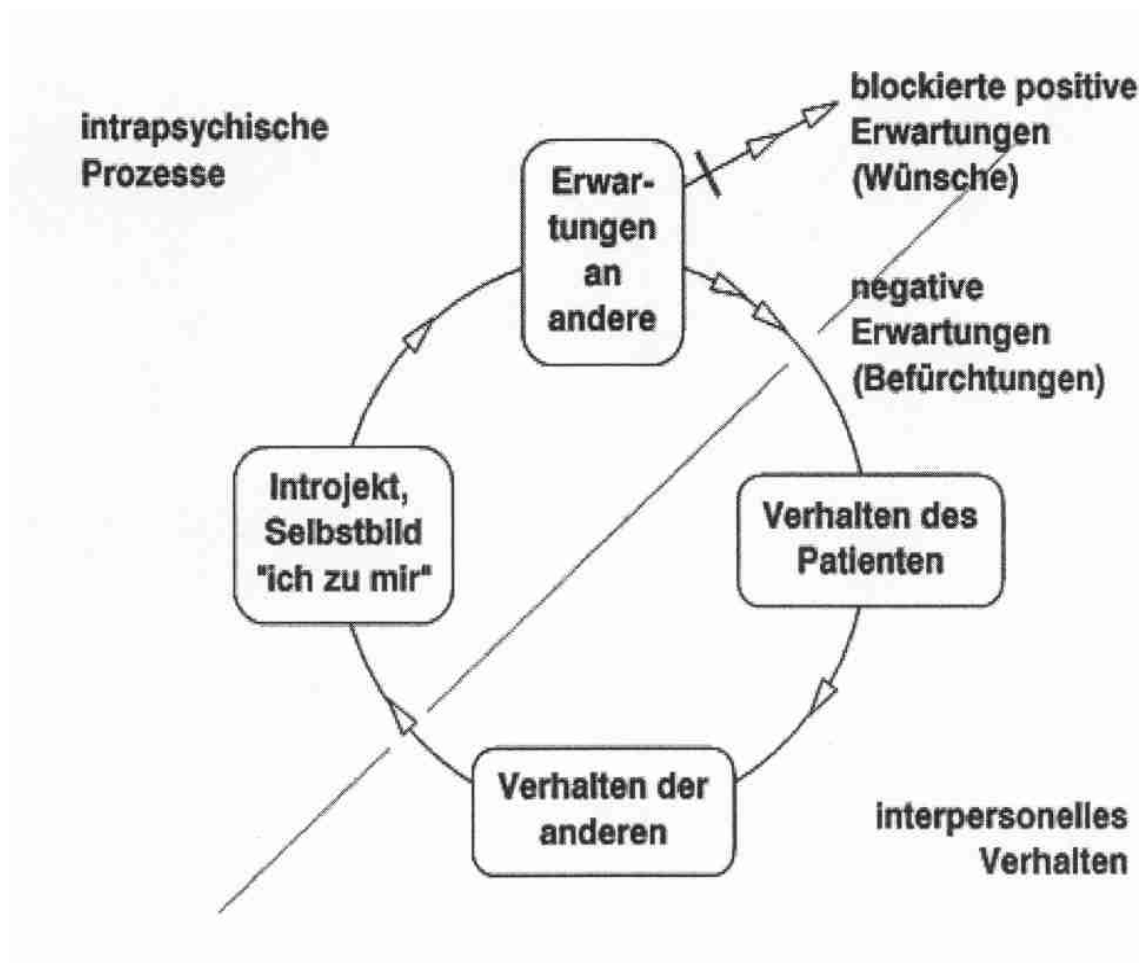 intrapsychische
Prozesse
blockierte positive
Erwartungen
(Wünsche)
Erwar-
tungen
an
andere
negative
Erwartungen
(Befürchtungen)
Introjekt,
Selbstbild
"ich zu mir"
Verhalten des
Patienten
Verhalten der
anderen
interpersonelles
Verhalten